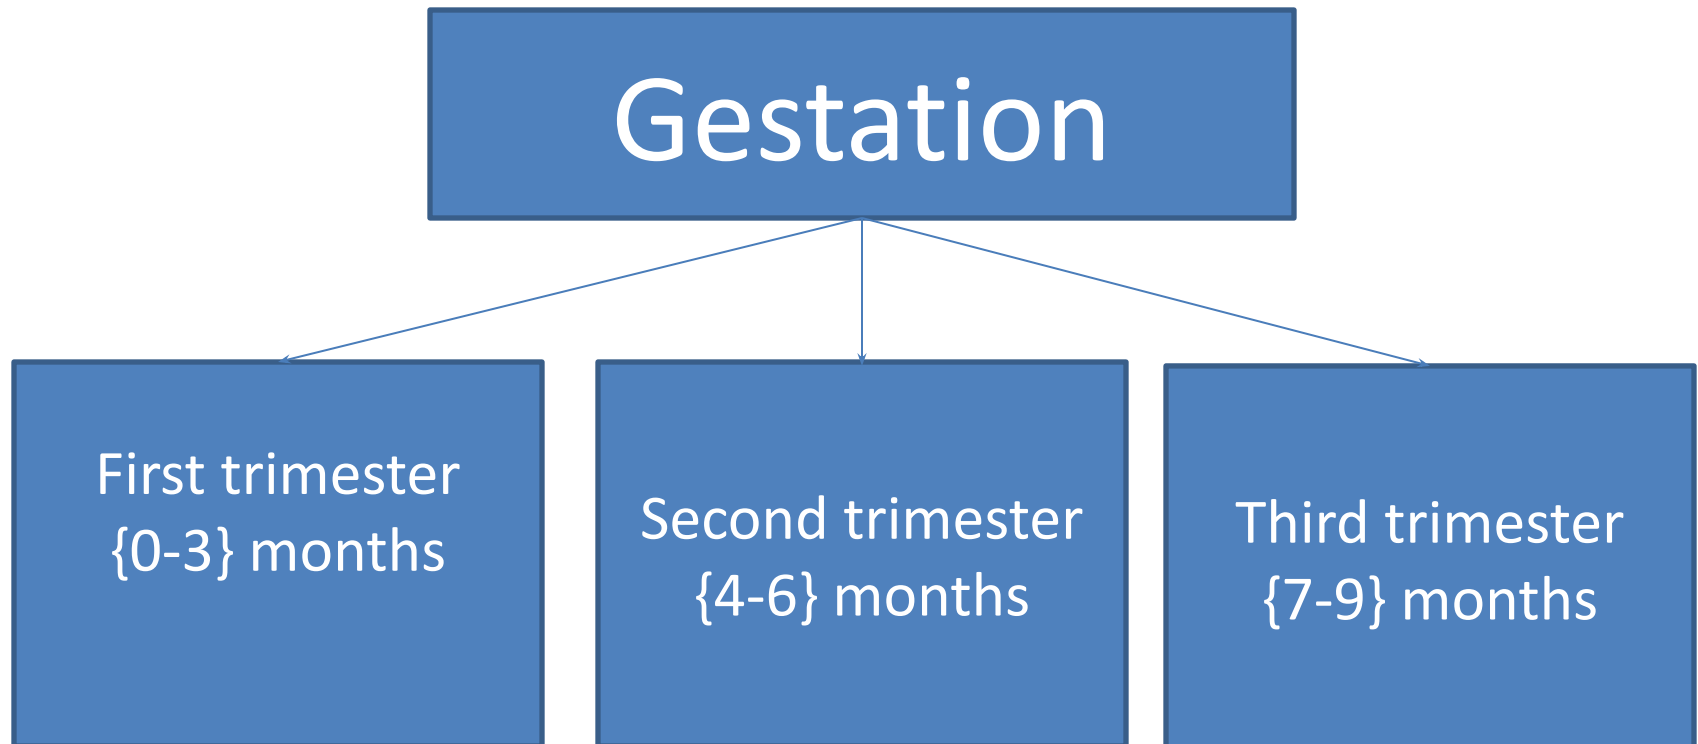 Gestation
First trimester
{0-3} months
Second trimester
{4-6} months
Third trimester
{7-9} months